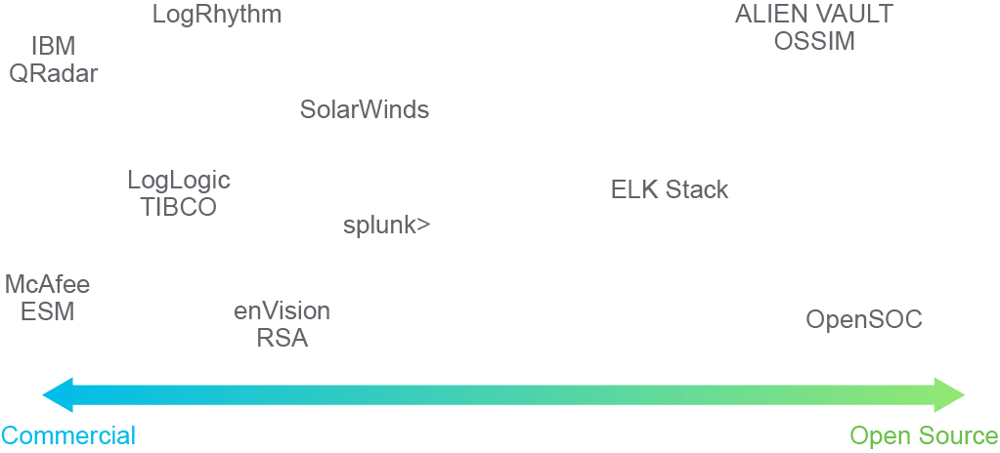 LogRhythm
ALIEN VAULT
OSSIM
IBM
QRadar
SolarWinds
LogLogic
TIBCO
ELK Stack
splunk>
McAfee
ESM
enVision
RSA
OpenSOC
Commercial
Open Source